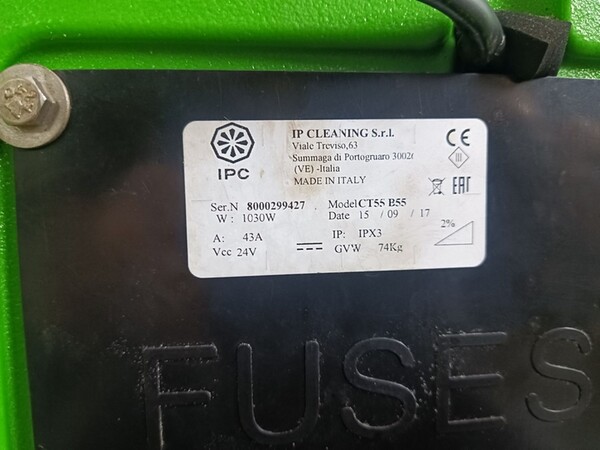 IPC
IP CLEANING S.r.l.
Viale Treviso,63
Summaga di Portogruaro
(VE) -Italia
MADE IN ITALY
CE
III
EAC
Ser.N 8000299427 Model CT55 B55
W: 1030W Date 15 / 09 / 17
A: 43A IP: IPX3 2%
Vcc 24V GVW 74Kg
FUSES